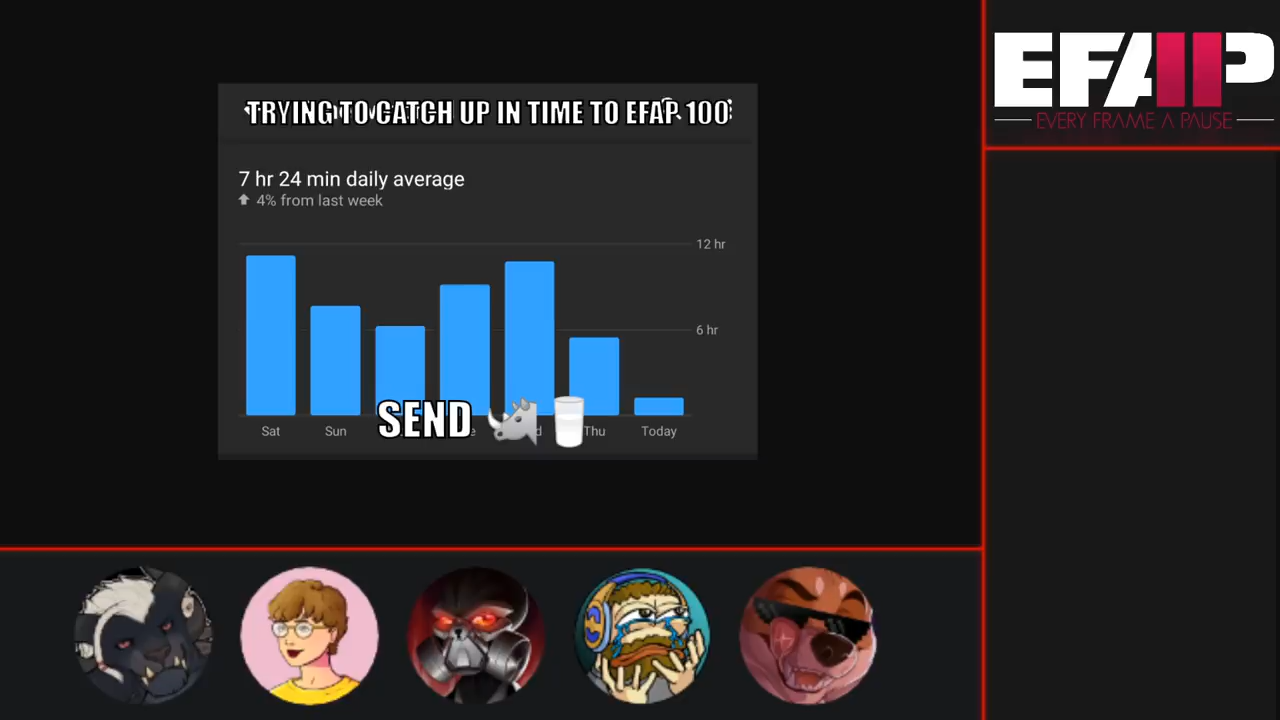 TRYING TO CATCH UP IN TIME TO EFAP 100
7 hr 24 min daily average
4% from last week
12 hr
6 hr
SEND
Sat Sun Thu Today
EFAP
EVERY FRAME A PAUSE